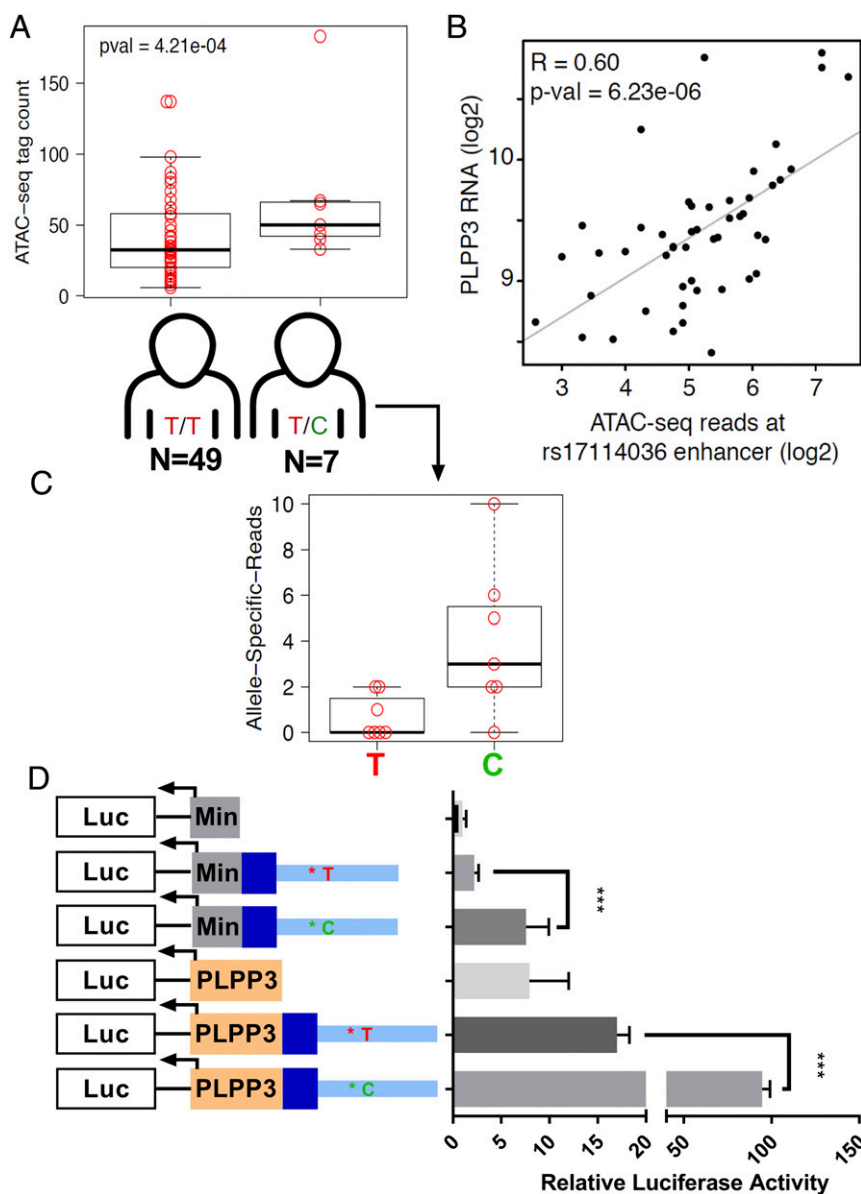 A
pval = 4.21e-04
ATAC-seq tag count
150
100
50
0
T/T
T/C
N=49
N=7
B
R = 0.60
p-val = 6.23e-06
PLPP3 RNA (log2)
10
9
3 4 5 6 7
ATAC-seq reads at
rs17114036 enhancer (log2)
C
Allele-Specific-Reads
10
8
6
4
2
0
T C
D
Luc Min
Luc Min * T
Luc Min * C
Luc PLPP3
Luc PLPP3 * T
Luc PLPP3 * C
***
***
0 5 10 15 20 50 100 150
Relative Luciferase Activity